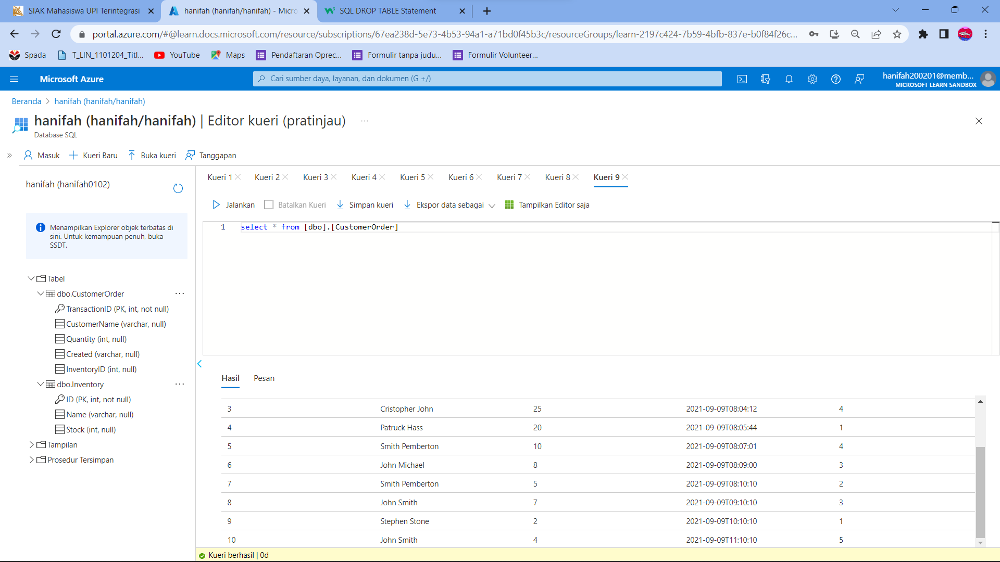 SIAK Mahasiswa UPI Terintegrasi
hanifah (hanifah/hanifah) - Micro
SQL DROP TABLE Statement
portal.azure.com/#@learn.docs.microsoft.com/resource/subscriptions/67ea238d-5e73-4b53-94a1-a71bd0f45b3c/resourceGroups/learn-2197c424-7b59-4bfb-837e-b0f84f26c...
Spada
T_LIN_1101204_Titl...
YouTube
Maps
Pendaftaran Oprec...
Formulir tanpa judu...
Formulir Volunteer...
Microsoft Azure
Cari sumber daya, layanan, dan dokumen (G +/)
hanifah200201@memb...
MICROSOFT LEARN SANDBOX
Beranda > hanifah (hanifah/hanifah)
hanifah (hanifah/hanifah) | Editor kueri (pratinjau) ...
Database SQL
Masuk Kueri Baru Buka kueri Tanggapan
hanifah (hanifah0102)
Menampilkan Explorer objek terbatas di
sini. Untuk kemampuan penuh, buka
SSDT.
Tabel
dbo.CustomerOrder ...
TransactionID (PK, int, not null)
CustomerName (varchar, null)
Quantity (int, null)
Created (varchar, null)
InventoryID (int, null)
dbo.Inventory ...
ID (PK, int, not null)
Name (varchar, null)
Stock (int, null)
Tampilan
Prosedur Tersimpan
Kueri 1 Kueri 2 Kueri 3 Kueri 4 Kueri 5 Kueri 6 Kueri 7 Kueri 8 Kueri 9
Jalankan Batalkan Kueri Simpan kueri Ekspor data sebagai Tampilkan Editor saja
1 select * from [dbo].[CustomerOrder]
Hasil Pesan
3 Cristopher John 25 2021-09-09T08:04:12 4
4 Patruck Hass 20 2021-09-09T08:05:44 1
5 Smith Pemberton 10 2021-09-09T08:07:01 4
6 John Michael 8 2021-09-09T08:09:00 3
7 Smith Pemberton 5 2021-09-09T08:10:10 2
8 John Smith 7 2021-09-09T09:10:10 3
9 Stephen Stone 2 2021-09-09T10:10:10 1
10 John Smith 4 2021-09-09T11:10:10 5
Kueri berhasil | 0d